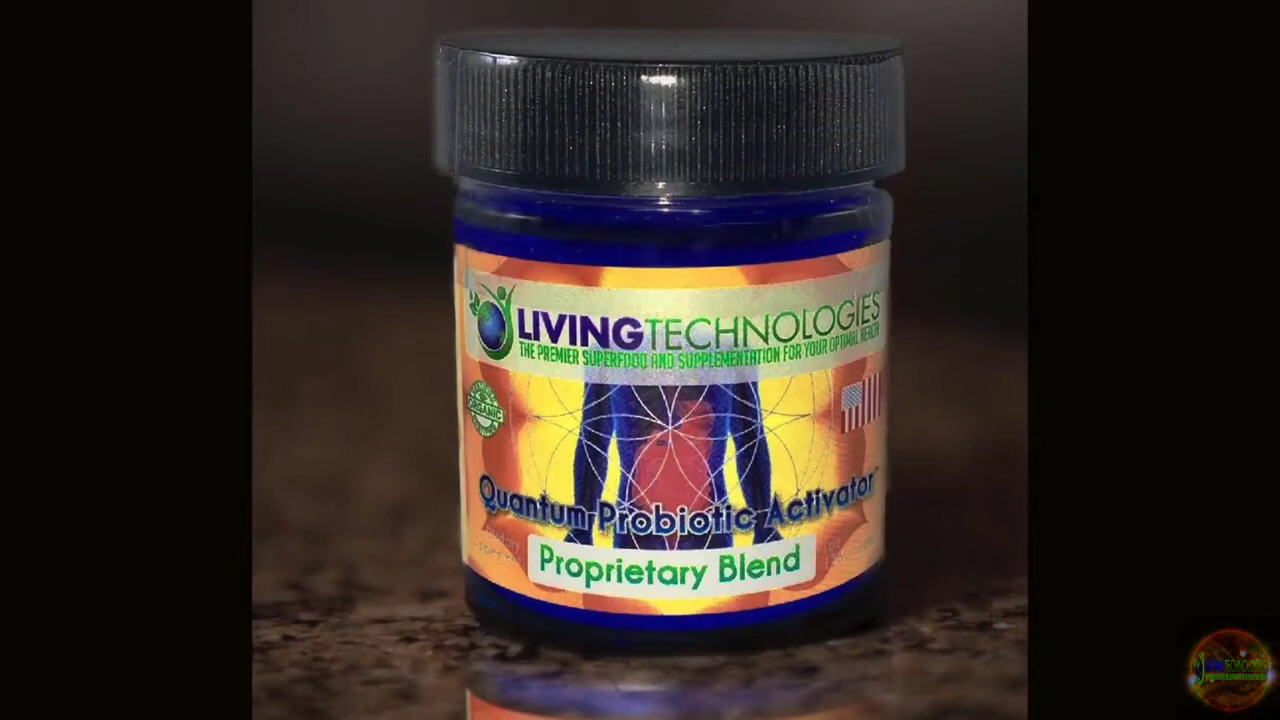 LIVINGTECHNOLOGIES
THE PREMIER SUPERFOOD AND SUPPLEMENTATION FOR YOUR OPTIMAL HEALTH
ORGANIC
Quantum Probiotic Activator™
Proprietary Blend